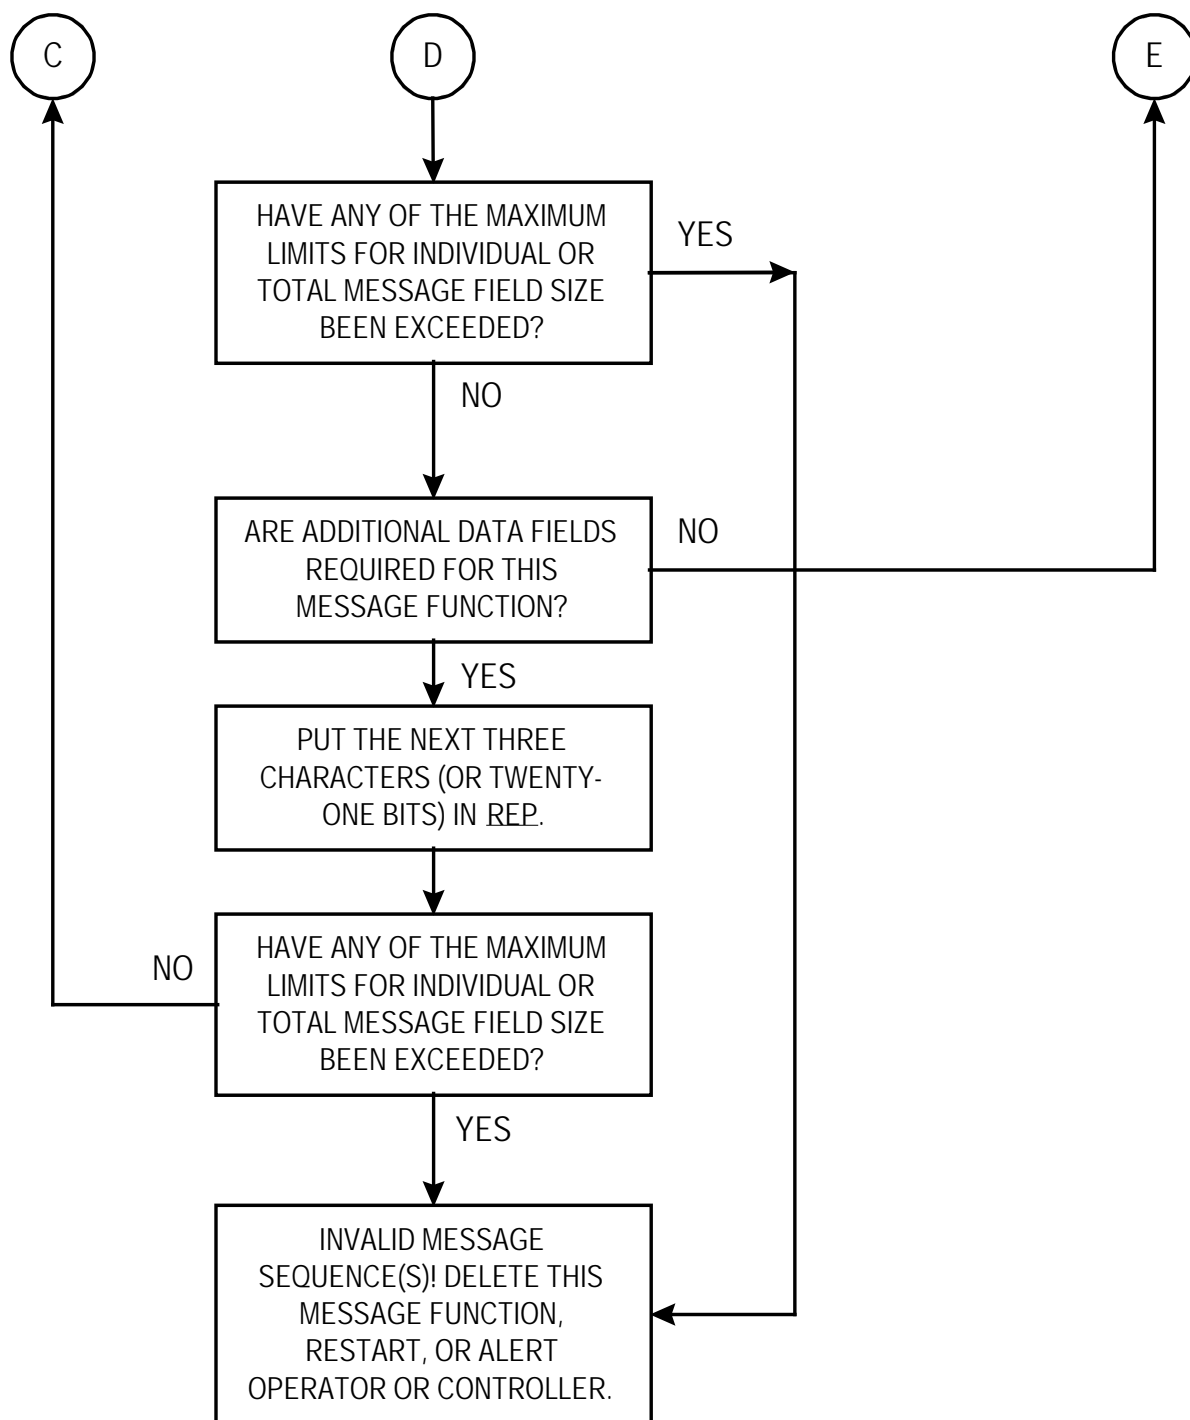 C
D
E
HAVE ANY OF THE MAXIMUM
LIMITS FOR INDIVIDUAL OR
TOTAL MESSAGE FIELD SIZE
BEEN EXCEEDED?
YES
NO
ARE ADDITIONAL DATA FIELDS
REQUIRED FOR THIS
MESSAGE FUNCTION?
NO
YES
PUT THE NEXT THREE
CHARACTERS (OR TWENTY-
ONE BITS) IN REP.
HAVE ANY OF THE MAXIMUM
LIMITS FOR INDIVIDUAL OR
TOTAL MESSAGE FIELD SIZE
BEEN EXCEEDED?
NO
YES
INVALID MESSAGE
SEQUENCE(S)! DELETE THIS
MESSAGE FUNCTION,
RESTART, OR ALERT
OPERATOR OR CONTROLLER.